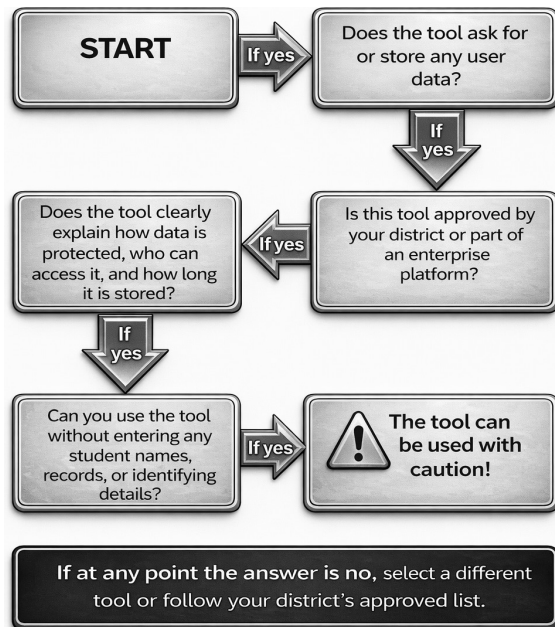 START
If yes
Does the tool ask for
or store any user
data?
If
yes
Is this tool approved by
your district or part of
an enterprise
platform?
If yes
Does the tool clearly
explain how data is
protected, who can
access it, and how long
it is stored?
If
yes
Can you use the tool
without entering any
student names,
records, or identifying
details?
If yes
The tool can
be used with
caution!
If at any point the answer is no, select a different
tool or follow your district's approved list.